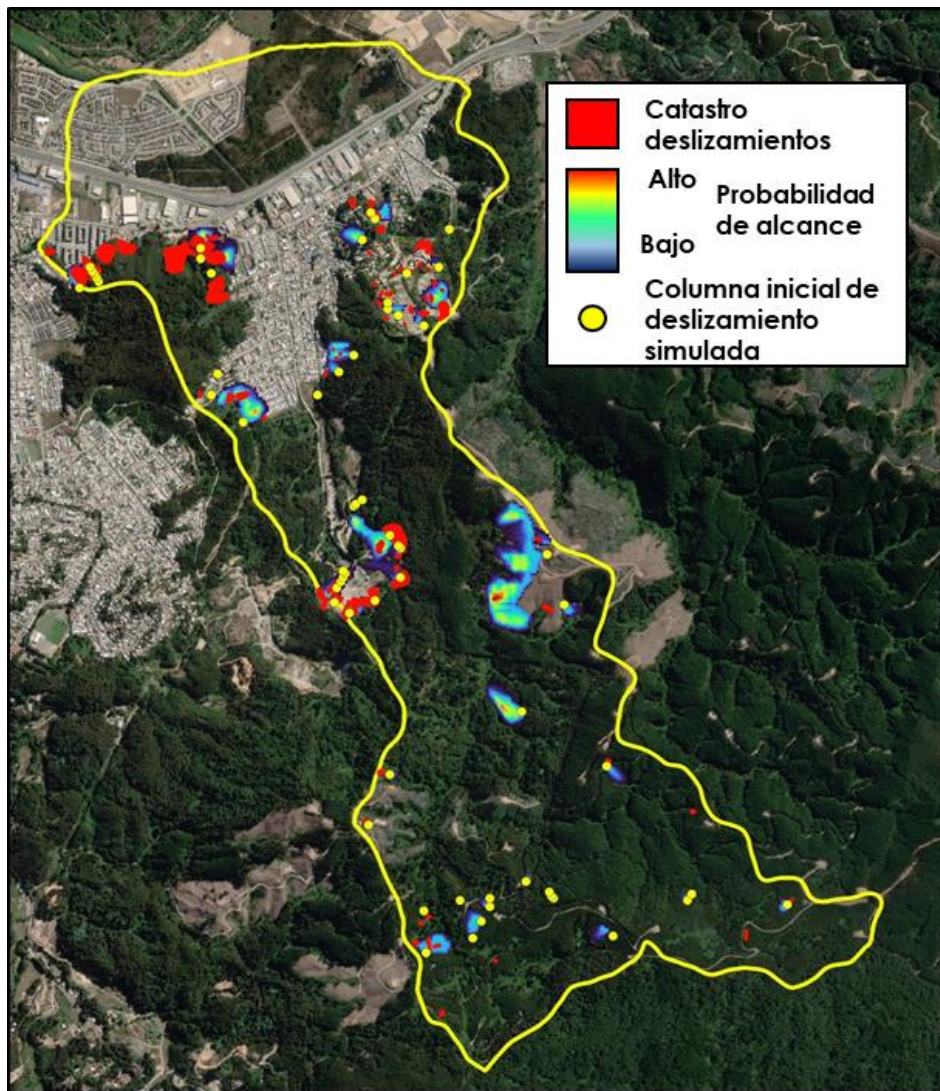 Catastro
deslizamientos
Alto
Probabilidad
de alcance
Bajo
Columna inicial de
deslizamiento
simulada